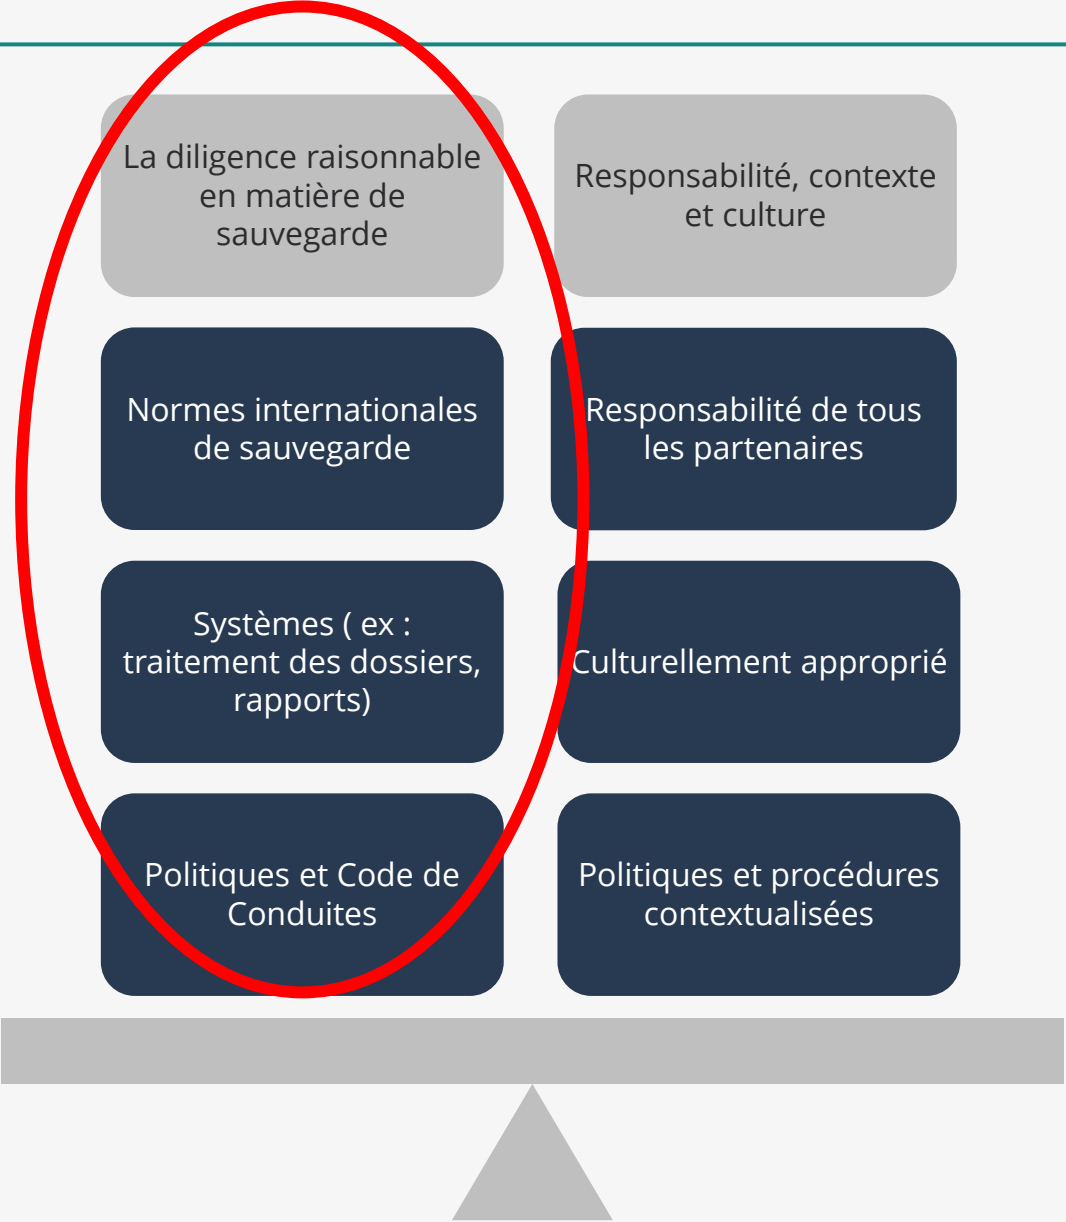 La diligence raisonnable
en matière de
sauvegarde
Normes internationales
de sauvegarde
Systèmes ( ex :
traitement des dossiers,
rapports)
Politiques et Code de
Conduites
Responsabilité, contexte
et culture
Responsabilité de tous
les partenaires
Culturellement approprié
Politiques et procédures
contextualisées